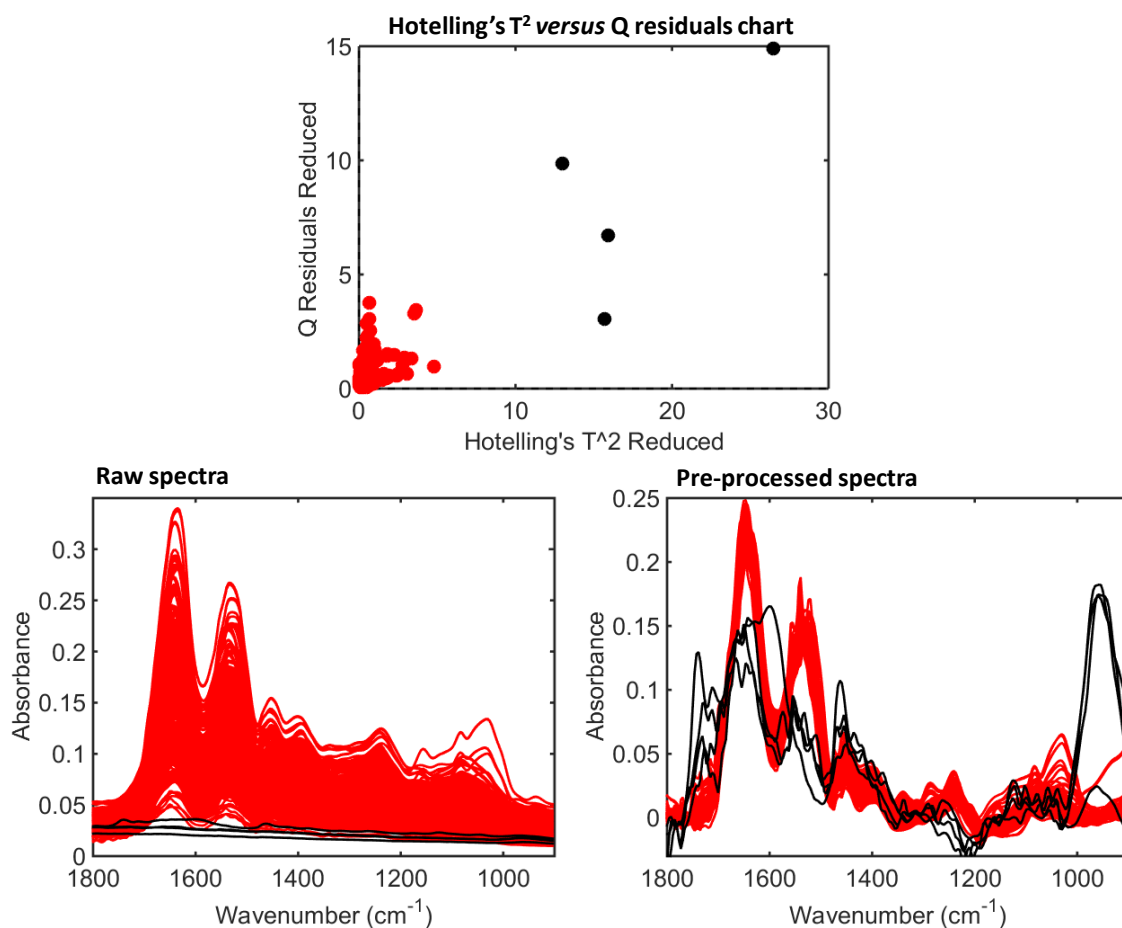 Hotelling's T² versus Q residuals chart
15
10
5
0
Q Residuals Reduced
0 10 20 30
Hotelling's T^2 Reduced
Raw spectra
0.3
0.25
0.2
0.15
0.1
0.05
0
Absorbance
1800 1600 1400 1200 1000
Wavenumber (cm⁻¹)
Pre-processed spectra
0.25
0.2
0.15
0.1
0.05
0
Absorbance
1800 1600 1400 1200 1000
Wavenumber (cm⁻¹)